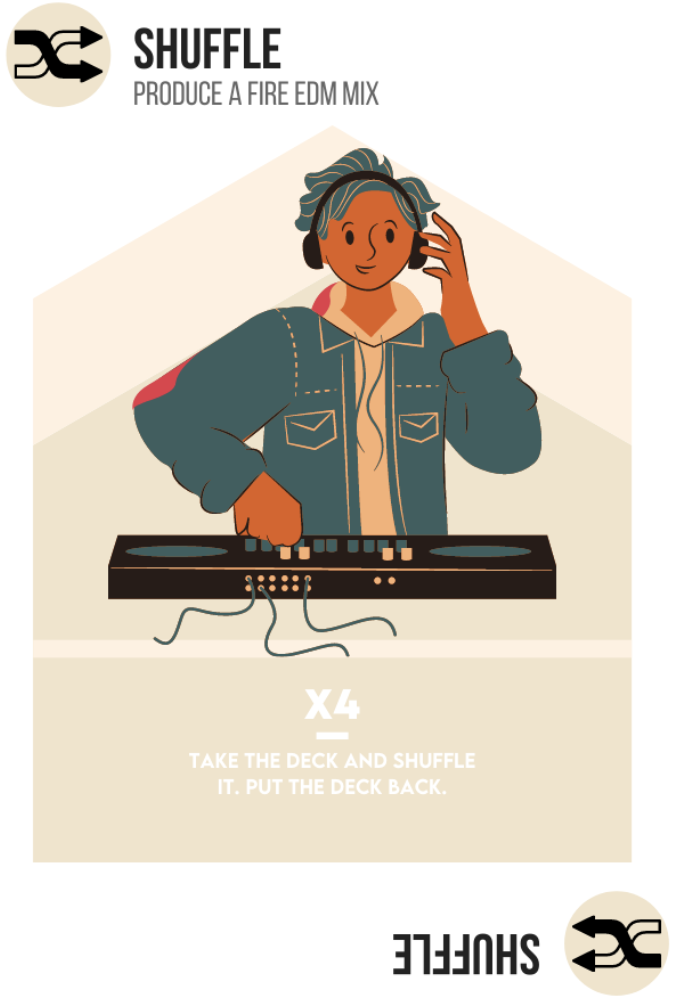 SHUFFLE
PRODUCE A FIRE EDM MIX
X4
TAKE THE DECK AND SHUFFLE
IT. PUT THE DECK BACK.
SHUFFLE